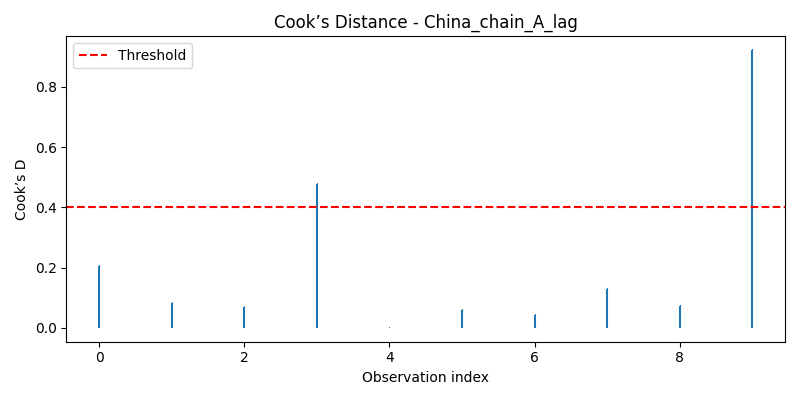 Cook’s Distance - China_chain_A_lag
Threshold
Cook’s D
0.8
0.6
0.4
0.2
0.0
0 2 4 6 8
Observation index